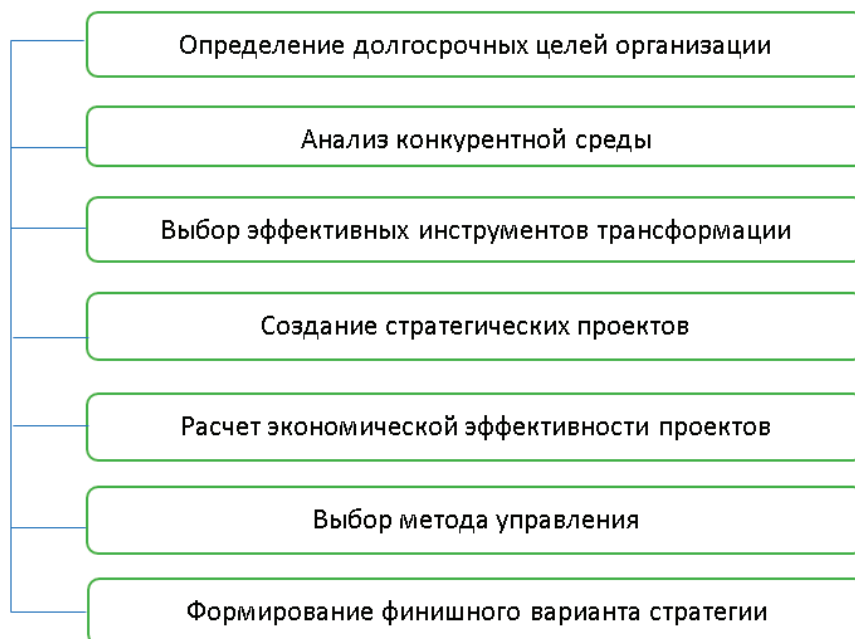 Определение долгосрочных целей организации
Анализ конкурентной среды
Выбор эффективных инструментов трансформации
Создание стратегических проектов
Расчет экономической эффективности проектов
Выбор метода управления
Формирование финишного варианта стратегии